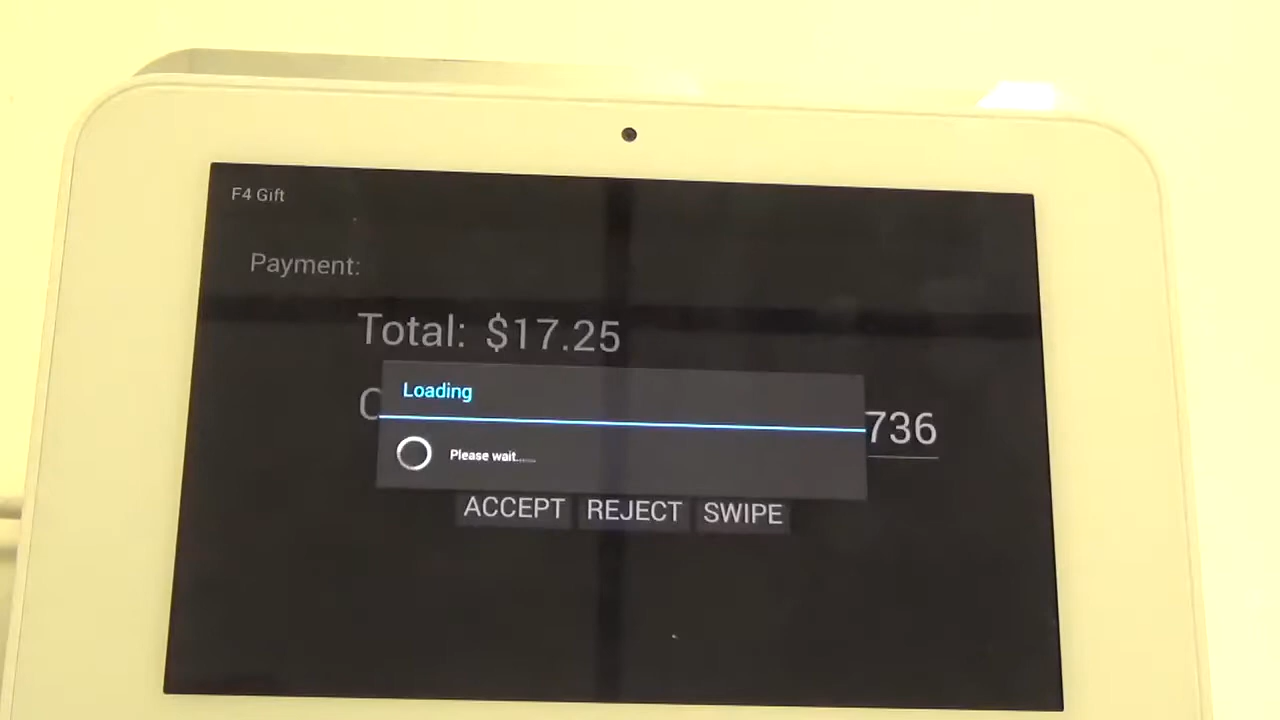 F4 Gift
Payment:
Total: $17.25
Loading
736
Please wait......
ACCEPT REJECT SWIPE